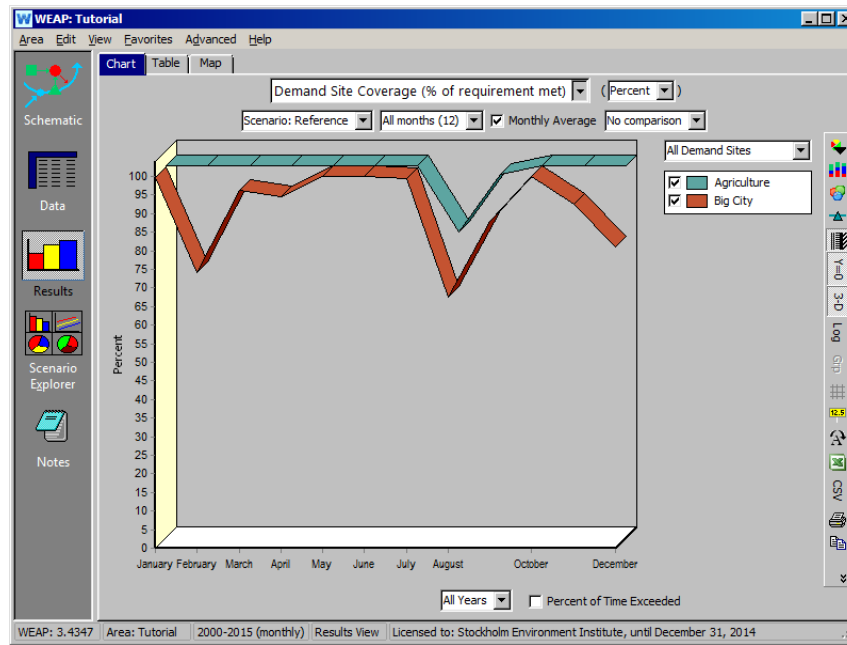 WEAP: Tutorial
Area Edit View Favorites Advanced Help
Chart Table Map
Demand Site Coverage (% of requirement met) (Percent)
Scenario: Reference All months (12) Monthly Average No comparison
All Demand Sites
Agriculture
Big City
Schematic
Data
Results
Scenario
Explorer
Notes
Percent
100
95
90
85
80
75
70
65
60
55
50
45
40
35
30
25
20
15
10
5
0
January February March April May June July August October December
All Years Percent of Time Exceeded
Y=0
3-D
Log
Grp
12.5
A
CSV
WEAP: 3.4347 Area: Tutorial 2000-2015 (monthly) Results View Licensed to: Stockholm Environment Institute, until December 31, 2014